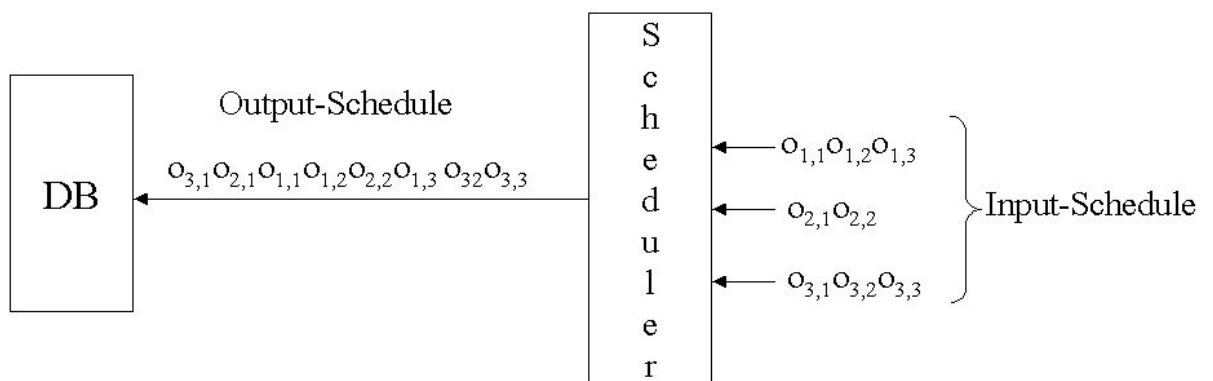 Scheduler
Output-Schedule
o3,1o2,1o1,1o1,2o2,2o1,3 o32o3,3
DB
o1,1o1,2o1,3
o2,1o2,2
o3,1o3,2o3,3
Input-Schedule